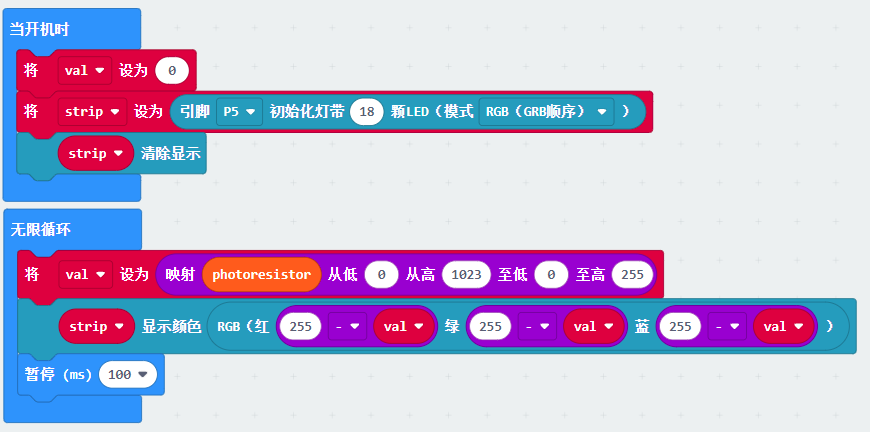 当开机时
将 val 设为 0
将 strip 设为 引脚 P5 初始化灯带 18 颗LED（模式 RGB（GRB顺序） ）
strip 清除显示
无限循环
将 val 设为 映射 photoresistor 从低 0 从高 1023 至低 0 至高 255
strip 显示颜色 RGB（红 255 - val 绿 255 - val 蓝 255 - val ）
暂停（ms） 100